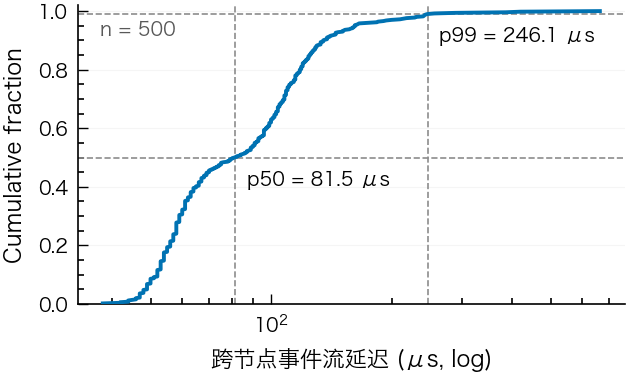 1.0
n = 500
p99 = 246.1 μs
0.8
0.6
p50 = 81.5 μs
0.4
0.2
0.0
Cumulative fraction
10²
跨节点事件流延迟 (μs, log)